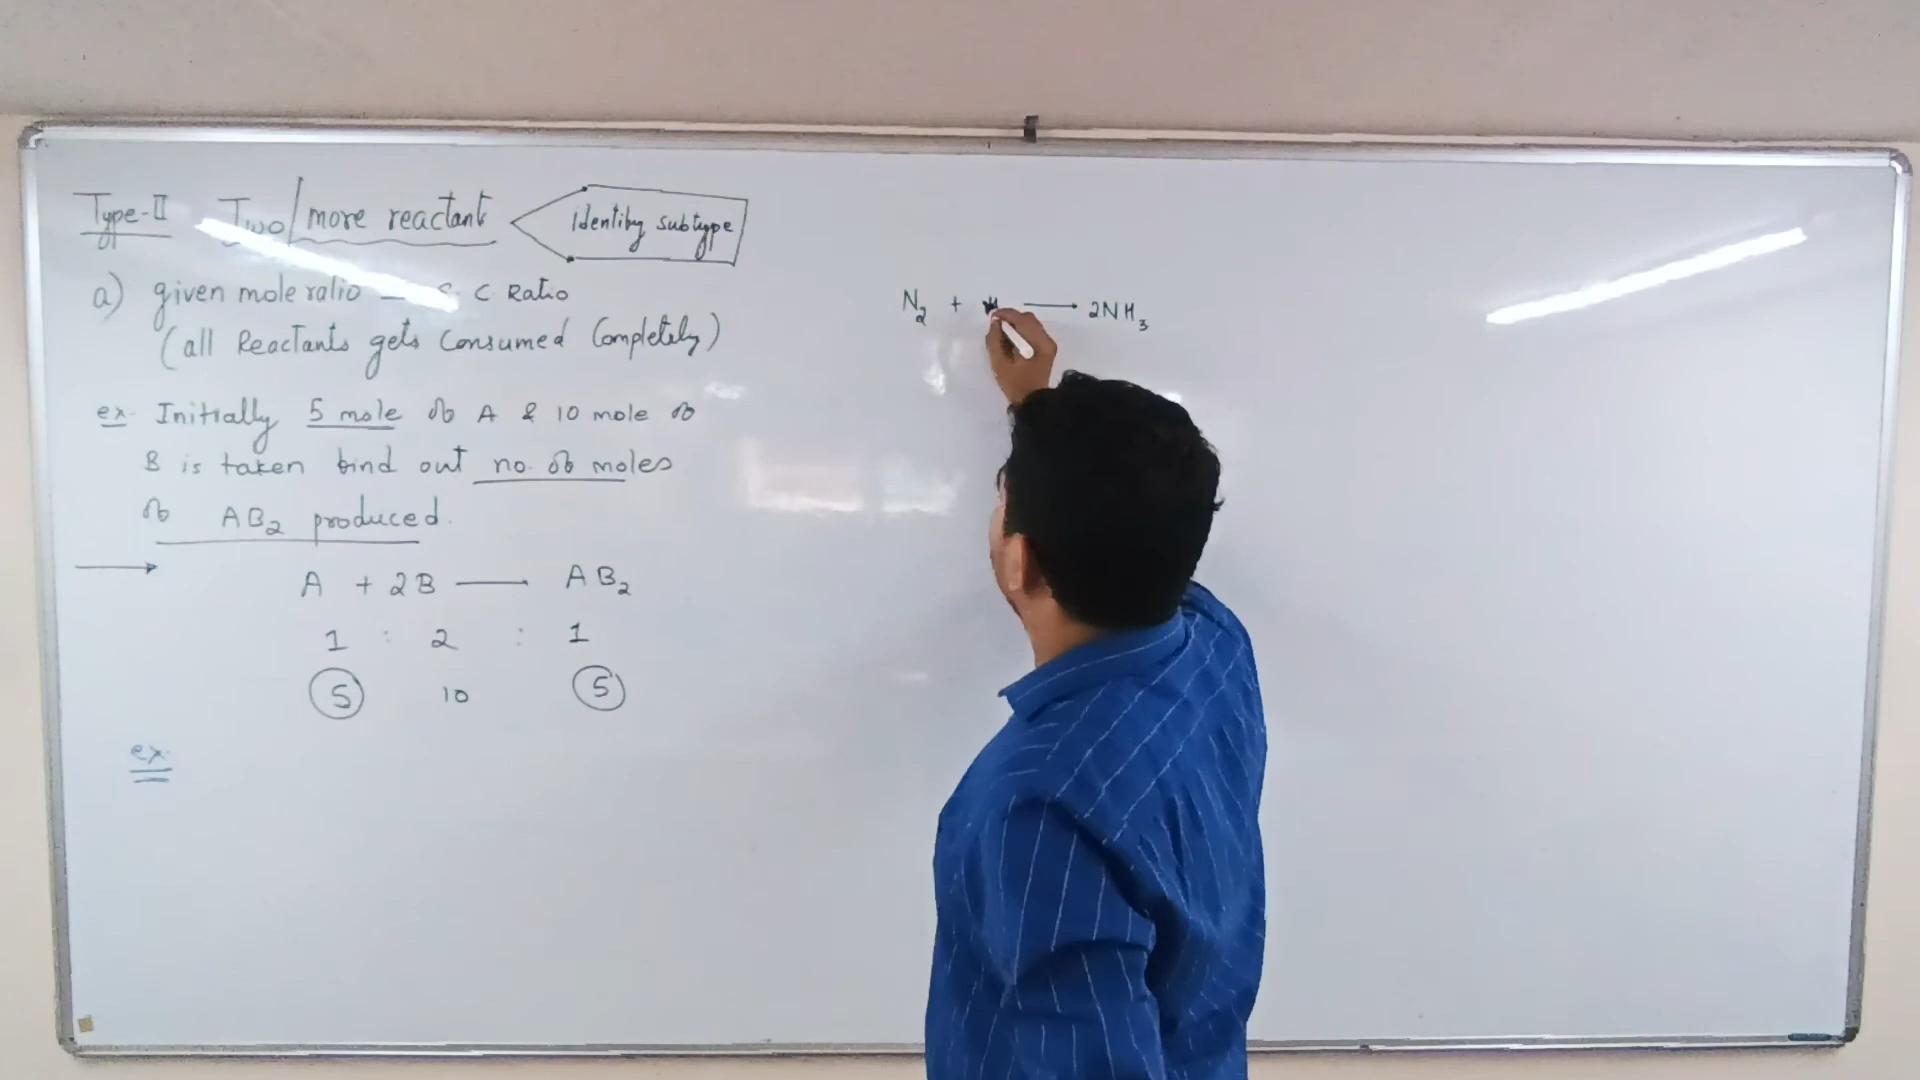 Type-II Two/more reactant Identify subtype
a) given mole ratio — S.C Ratio
(all Reactants gets Consumed Completely)
ex. Initially 5 mole of A & 10 mole of
B is taken find out no. of moles
of AB₂ produced.
A + 2B — AB₂
1 : 2 : 1
5 10 5
ex.
N₂ + → 2NH₃